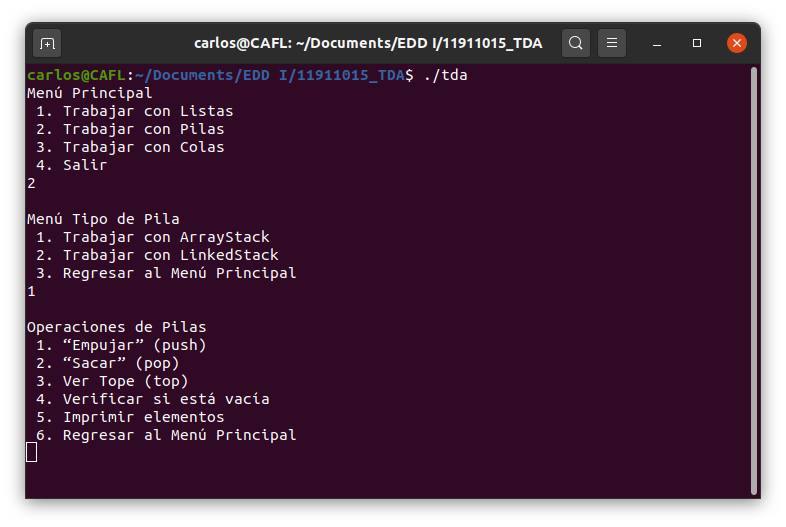 carlos@CAFL: ~/Documents/EDD I/11911015_TDA
carlos@CAFL:~/Documents/EDD I/11911015_TDA$ ./tda
Menú Principal
 1. Trabajar con Listas
 2. Trabajar con Pilas
 3. Trabajar con Colas
 4. Salir
2

Menú Tipo de Pila
 1. Trabajar con ArrayStack
 2. Trabajar con LinkedStack
 3. Regresar al Menú Principal
1

Operaciones de Pilas
 1. “Empujar” (push)
 2. “Sacar” (pop)
 3. Ver Tope (top)
 4. Verificar si está vacía
 5. Imprimir elementos
 6. Regresar al Menú Principal